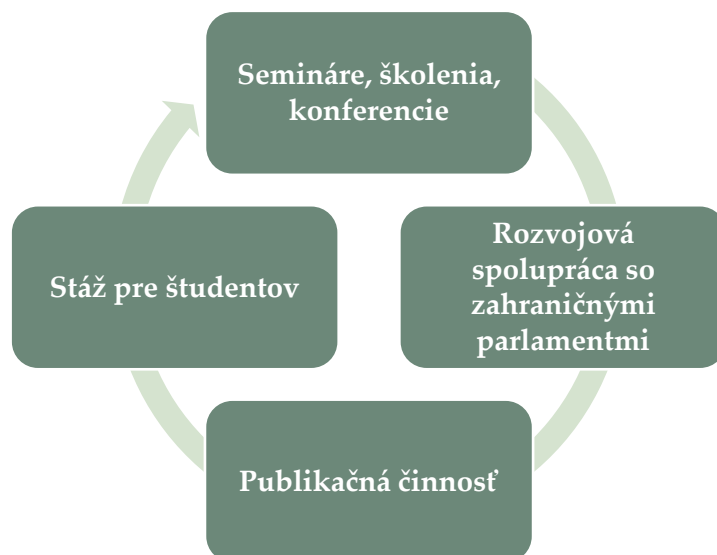 Semináre, školenia,
konferencie
Rozvojová
spolupráca so
zahraničnými
parlamentmi
Stáž pre študentov
Publikačná činnosť